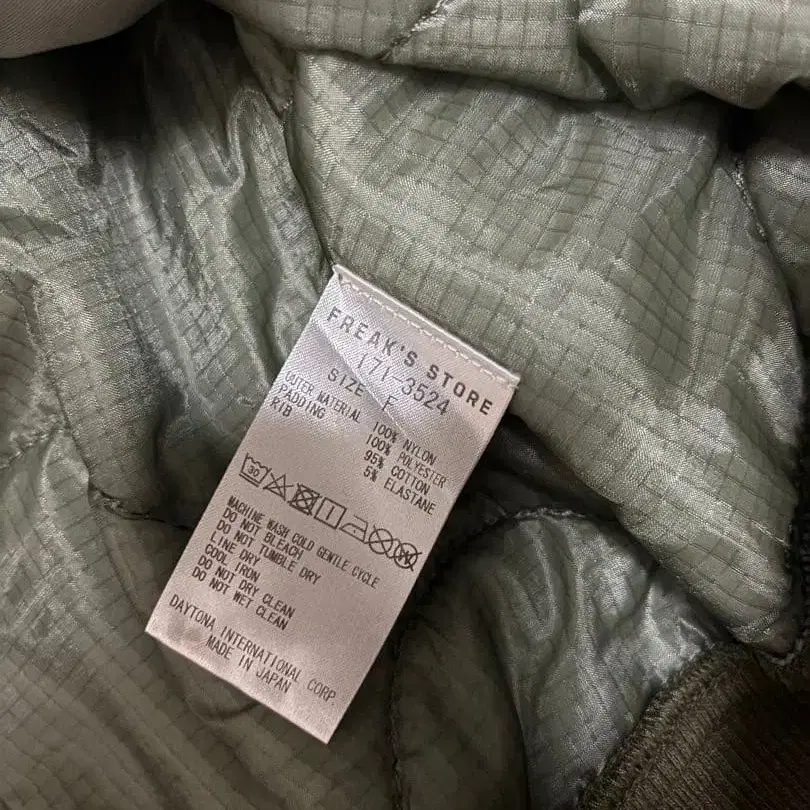 FREAK'S STORE
171-3524
SIZE F
OUTER MATERIAL 100% NYLON
PADDING 100% POLYESTER
RIB 95% COTTON
5% ELASTANE
30
MACHINE WASH COLD GENTLE CYCLE
DO NOT BLEACH
DO NOT TUMBLE DRY
LINE DRY
COOL IRON
DO NOT DRY CLEAN
DO NOT WET CLEAN
DAYTONA INTERNATIONAL CORP.
MADE IN JAPAN